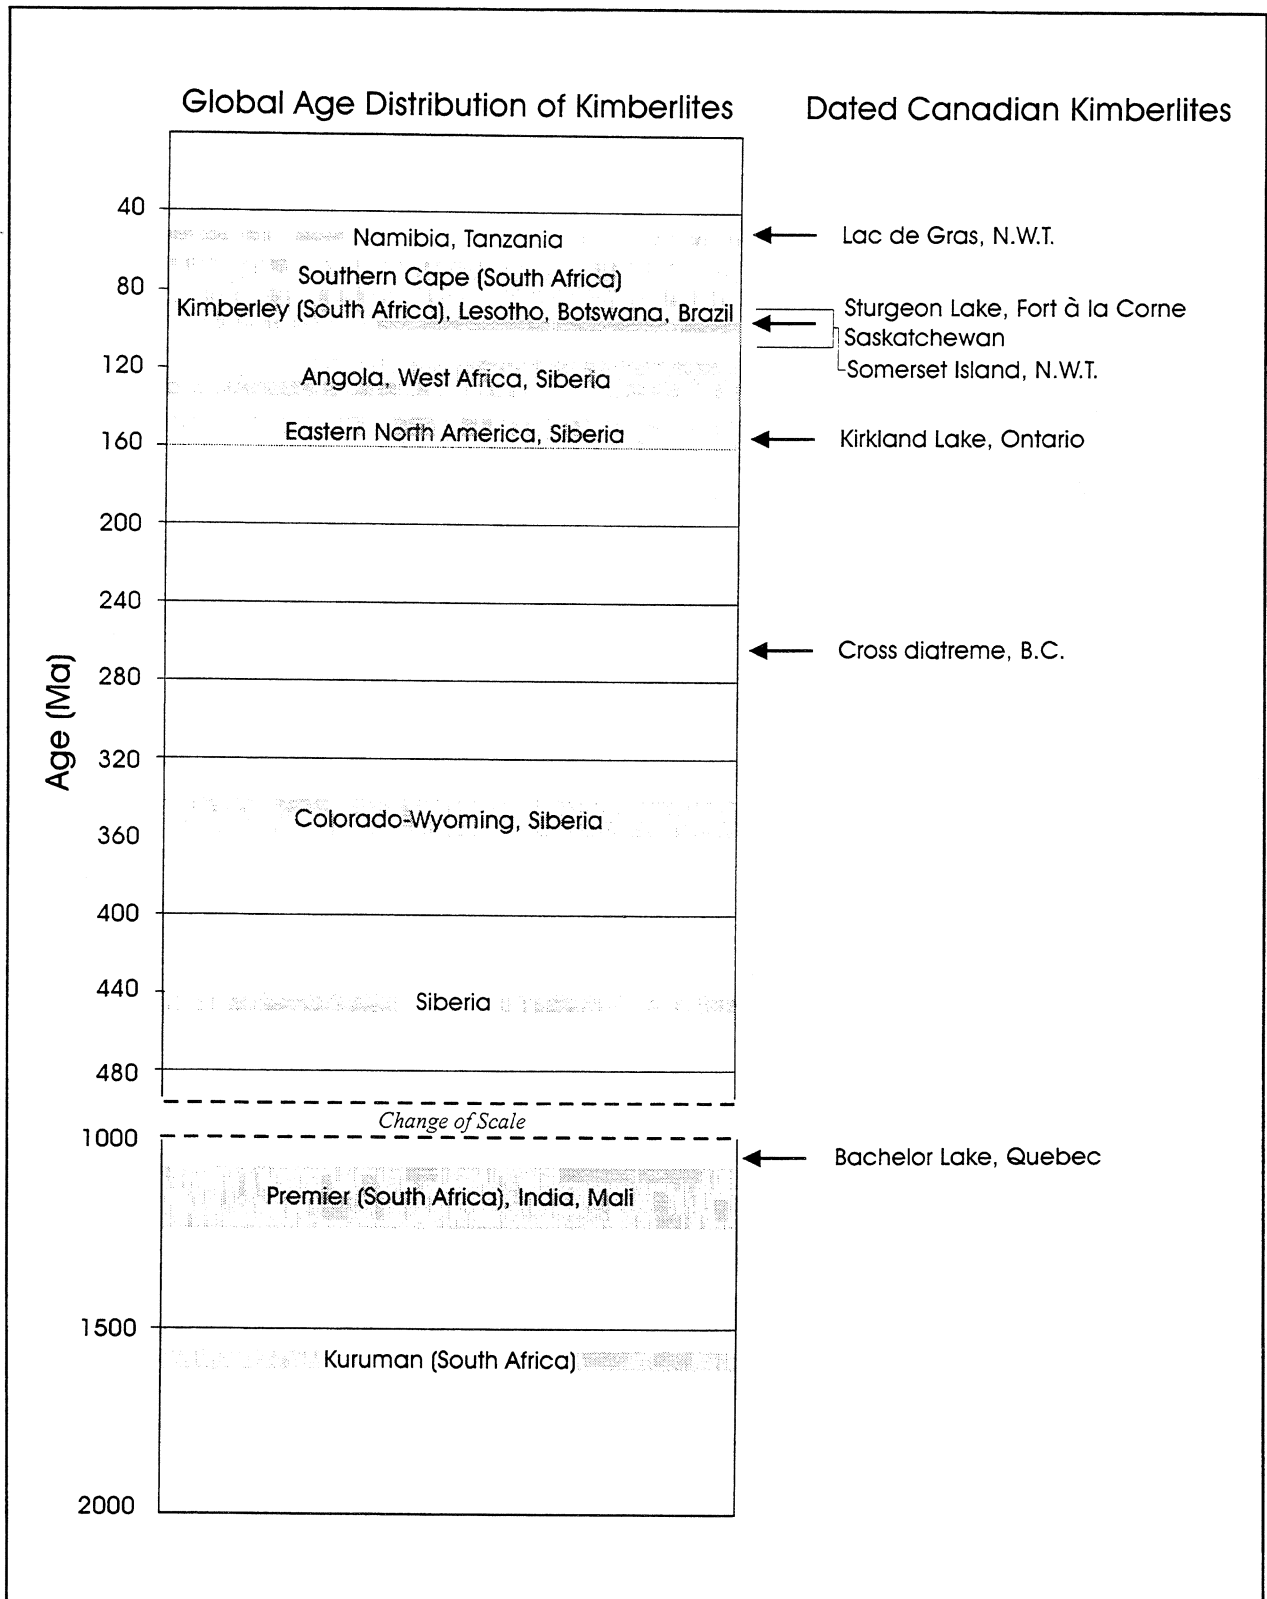 Global Age Distribution of Kimberlites
Dated Canadian Kimberlites
40
Namibia, Tanzania
Lac de Gras, N.W.T.
Southern Cape (South Africa)
80
Kimberley (South Africa), Lesotho, Botswana, Brazil
Sturgeon Lake, Fort à la Corne
Saskatchewan
Somerset Island, N.W.T.
120
Angola, West Africa, Siberia
Eastern North America, Siberia
160
Kirkland Lake, Ontario
200
240
Cross diatreme, B.C.
280
Age (Ma)
320
Colorado-Wyoming, Siberia
360
400
440
Siberia
480
Change of Scale
1000
Bachelor Lake, Quebec
Premier (South Africa), India, Mali
1500
Kuruman (South Africa)
2000